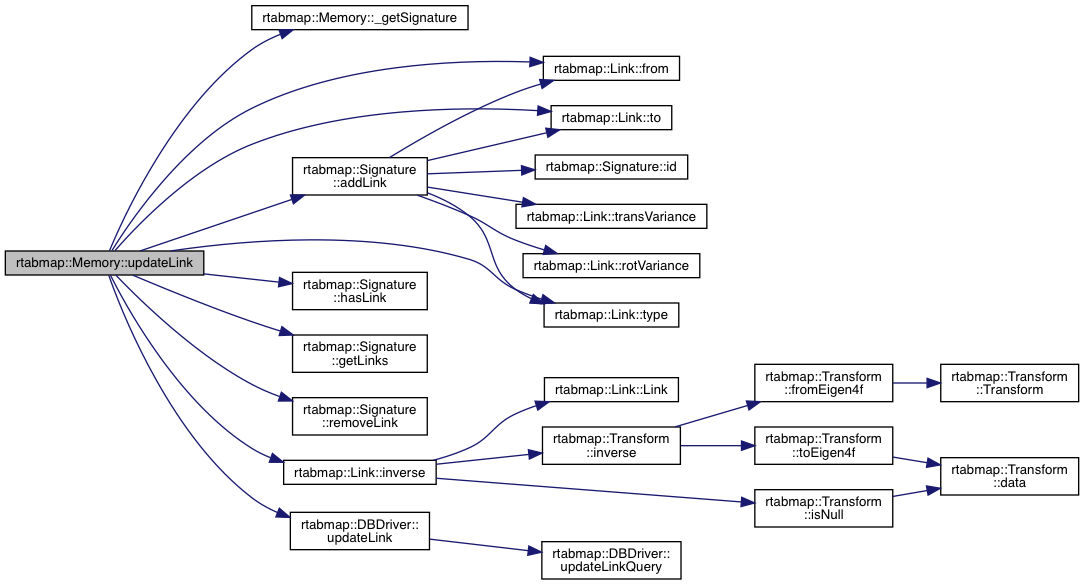 rtabmap::Memory::updateLink
rtabmap::Memory::_getSignature
rtabmap::Link::from
rtabmap::Link::to
rtabmap::Signature
::addLink
rtabmap::Signature::id
rtabmap::Link::transVariance
rtabmap::Link::rotVariance
rtabmap::Link::type
rtabmap::Signature
::hasLink
rtabmap::Signature
::getLinks
rtabmap::Signature
::removeLink
rtabmap::Link::inverse
rtabmap::Link::Link
rtabmap::Transform
::inverse
rtabmap::Transform
::fromEigen4f
rtabmap::Transform
::Transform
rtabmap::Transform
::toEigen4f
rtabmap::Transform
::data
rtabmap::Transform
::isNull
rtabmap::DBDriver::
updateLink
rtabmap::DBDriver::
updateLinkQuery